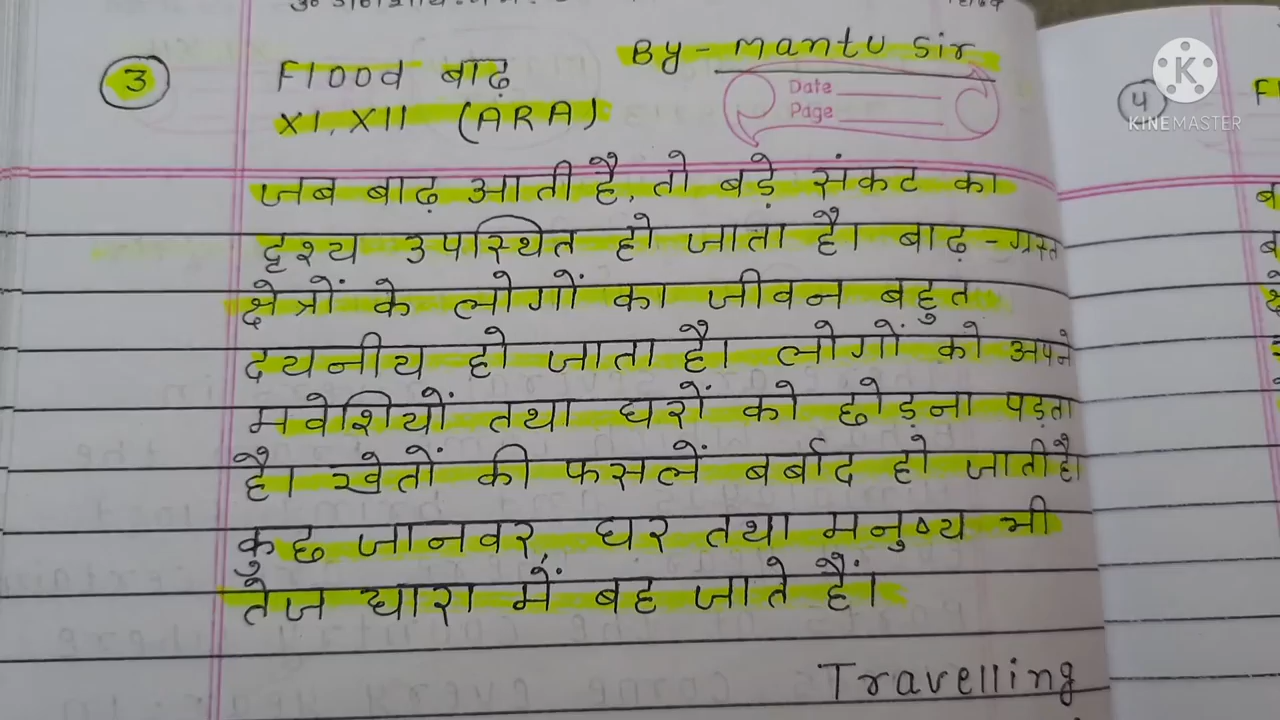 3
Flood बाढ़
By - Mantu Sir
XI, XII (ARA)
Date
Page
जब बाढ़ आती है, तो बड़े संकट का
दृश्य उपस्थित हो जाता है। बाढ़ - ग्रस्त
क्षेत्रों के लोगों का जीवन बहुत
दयनीय हो जाता है। लोगों को अपने
मवेशियों तथा घरों को छोड़ना पड़ता
है। खेतों की फसलें बर्बाद हो जाती है।
कुछ जानवर, घर तथा मनुष्य भी
तेज धारा में बह जाते हैं।
Travelling
4
K
KINEMASTER